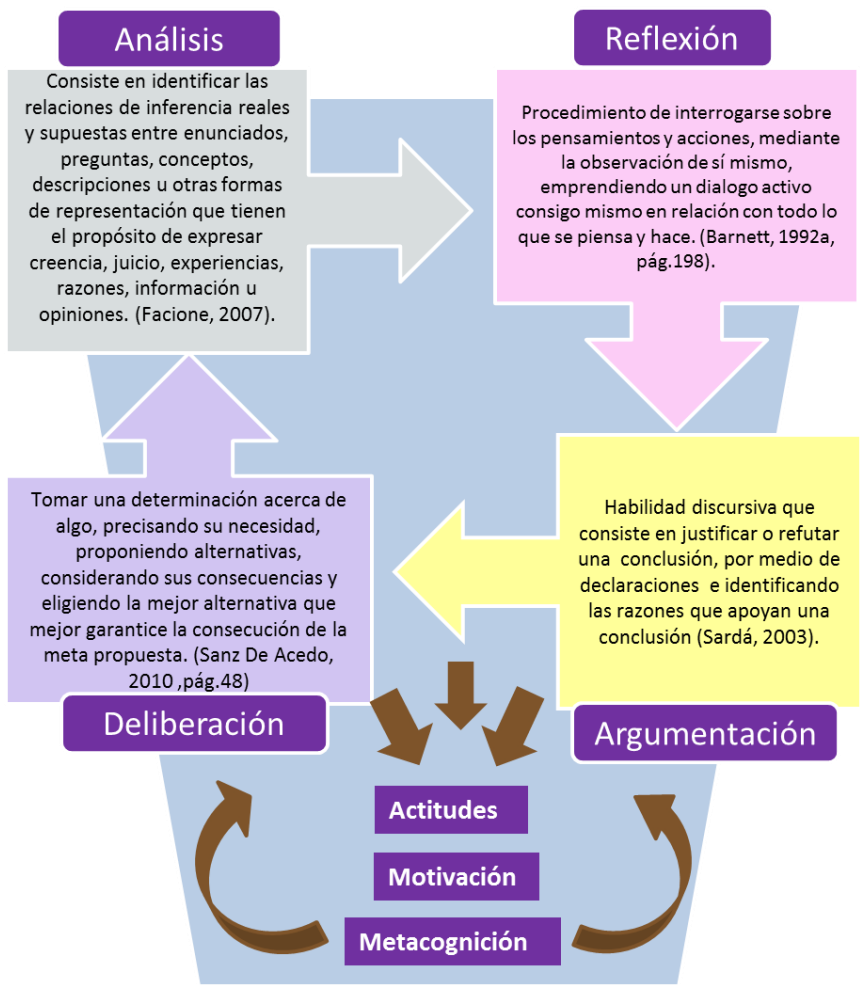 Análisis
Consiste en identificar las
relaciones de inferencia reales
y supuestas entre enunciados,
preguntas, conceptos,
descripciones u otras formas
de representación que tienen
el propósito de expresar
creencia, juicio, experiencias,
razones, información u
opiniones. (Facione, 2007).
Reflexión
Procedimiento de interrogarse sobre
los pensamientos y acciones, mediante
la observación de sí mismo,
emprendiendo un dialogo activo
consigo mismo en relación con todo lo
que se piensa y hace. (Barnett, 1992a,
pág.198).
Habilidad discursiva que
consiste en justificar o refutar
una conclusión, por medio de
declaraciones e identificando
las razones que apoyan una
conclusión (Sardá, 2003).
Argumentación
Tomar una determinación acerca de
algo, precisando su necesidad,
proponiendo alternativas,
considerando sus consecuencias y
eligiendo la mejor alternativa que
mejor garantice la consecución de la
meta propuesta. (Sanz De Acedo,
2010 ,pág.48)
Deliberación
Actitudes
Motivación
Metacognición